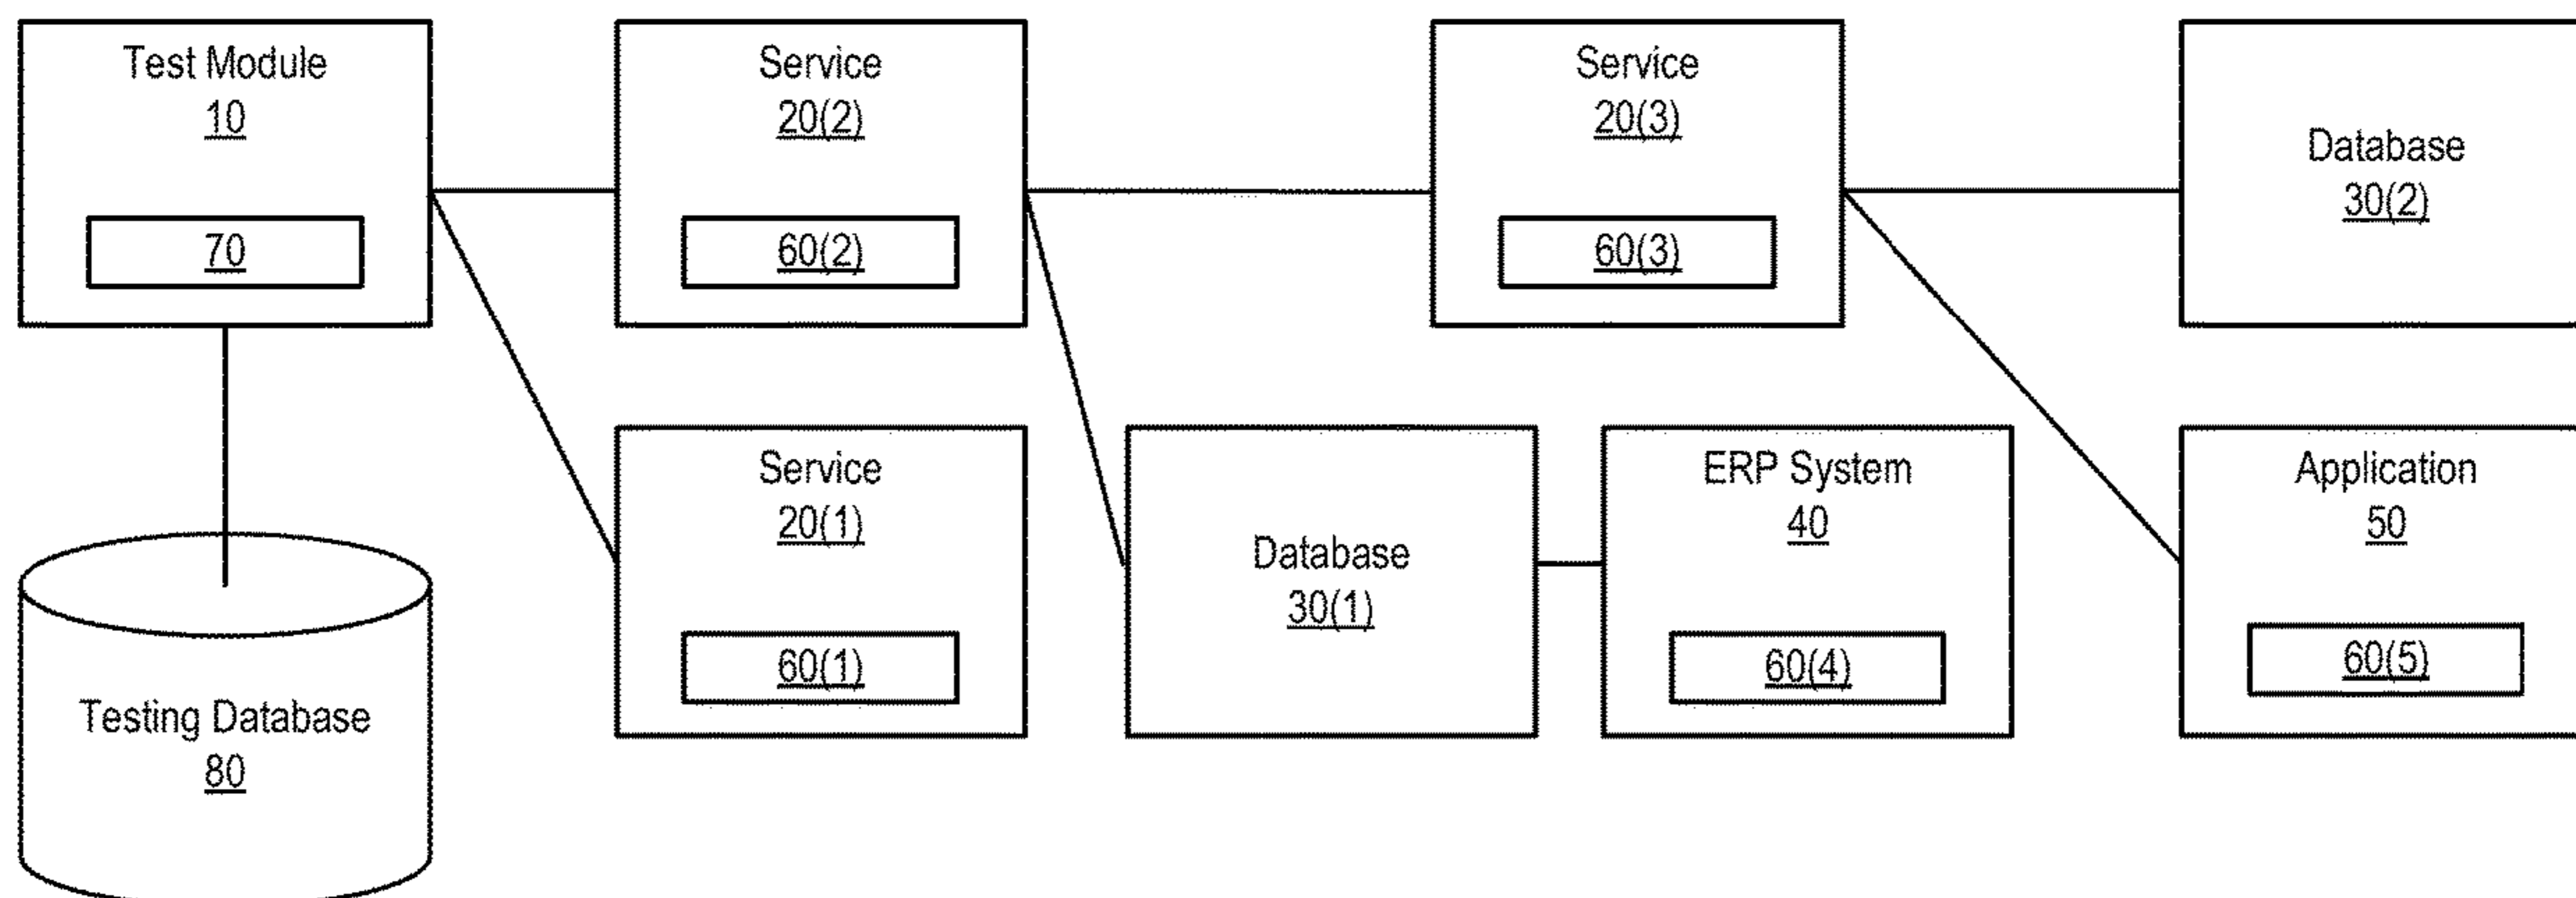 Test Module
10
70
Service
20(2)
60(2)
Service
20(3)
60(3)
Database
30(2)
Service
20(1)
60(1)
Database
30(1)
ERP System
40
60(4)
Application
50
60(5)
Testing Database
80